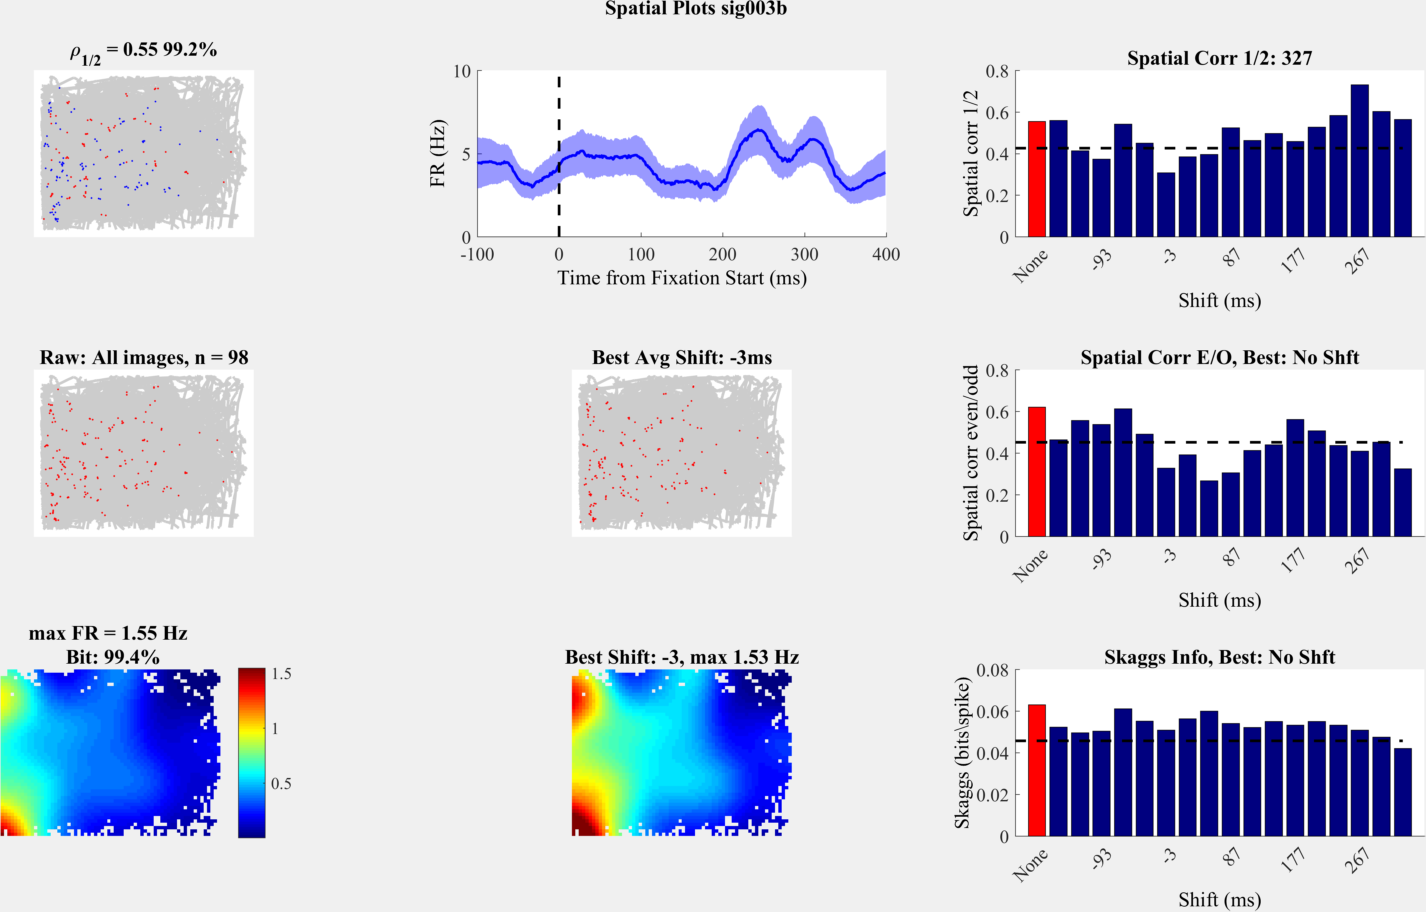 Spatial Plots sig003b
ρ1/2 = 0.55 99.2%
10
5
0
FR (Hz)
-100 0 100 200 300 400
Time from Fixation Start (ms)
Spatial Corr 1/2: 327
0.8
0.6
0.4
0.2
0
Spatial corr 1/2
None -93 -3 87 177 267
Shift (ms)
Raw: All images, n = 98
Best Avg Shift: -3ms
Spatial Corr E/O, Best: No Shft
0.8
0.6
0.4
0.2
0
Spatial corr even/odd
None -93 -3 87 177 267
Shift (ms)
max FR = 1.55 Hz
Bit: 99.4%
1.5
1
0.5
Best Shift: -3, max 1.53 Hz
Skaggs Info, Best: No Shft
0.08
0.06
0.04
0.02
0
Skaggs (bits\spike)
None -93 -3 87 177 267
Shift (ms)